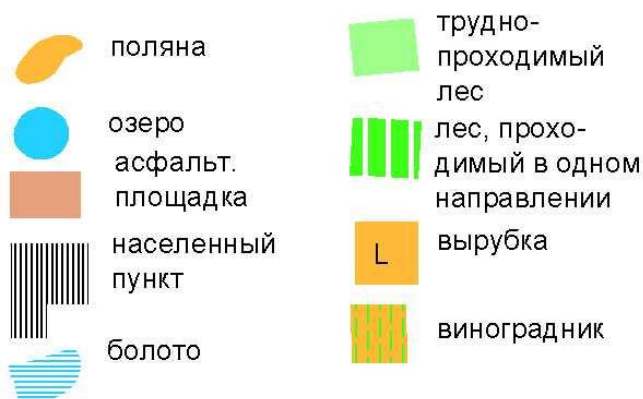 поляна
озеро
асфальт.
площадка
населенный
пункт
болото
трудно-
проходимый
лес
лес, прохо-
димый в одном
направлении
L
вырубка
виноградник